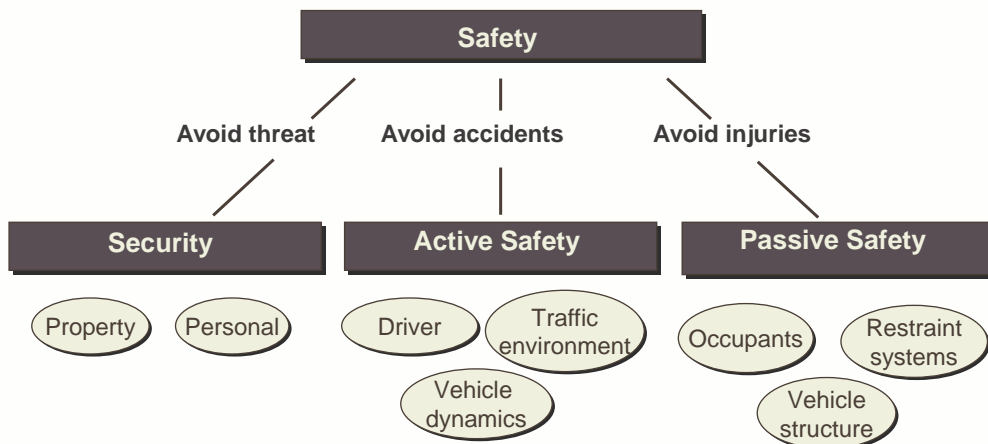 Safety
Avoid threat
Avoid accidents
Avoid injuries
Security
Active Safety
Passive Safety
Property
Personal
Driver
Traffic
environment
Vehicle
dynamics
Occupants
Restraint
systems
Vehicle
structure